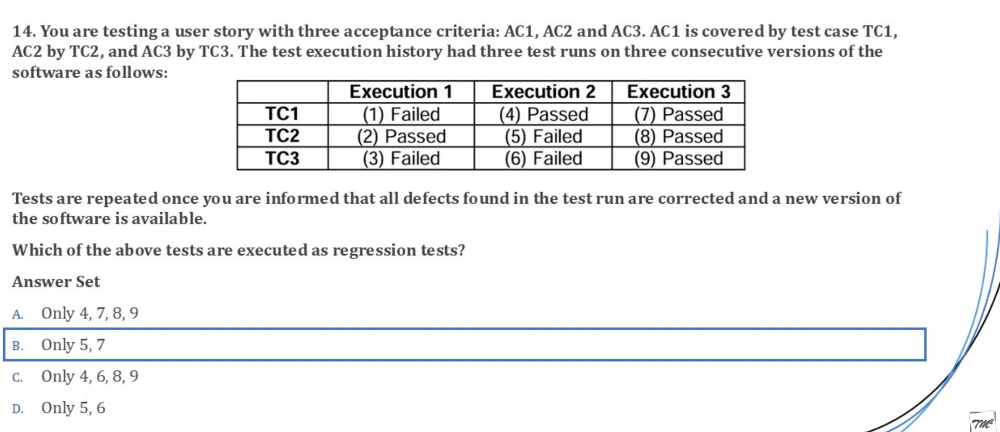 14. You are testing a user story with three acceptance criteria: AC1, AC2 and AC3. AC1 is covered by test case TC1,
AC2 by TC2, and AC3 by TC3. The test execution history had three test runs on three consecutive versions of the
software as follows:
Execution 1 Execution 2 Execution 3
TC1 (1) Failed (4) Passed (7) Passed
TC2 (2) Passed (5) Failed (8) Passed
TC3 (3) Failed (6) Failed (9) Passed
Tests are repeated once you are informed that all defects found in the test run are corrected and a new version of
the software is available.
Which of the above tests are executed as regression tests?
Answer Set
A. Only 4, 7, 8, 9
B. Only 5, 7
C. Only 4, 6, 8, 9
D. Only 5, 6
TM²